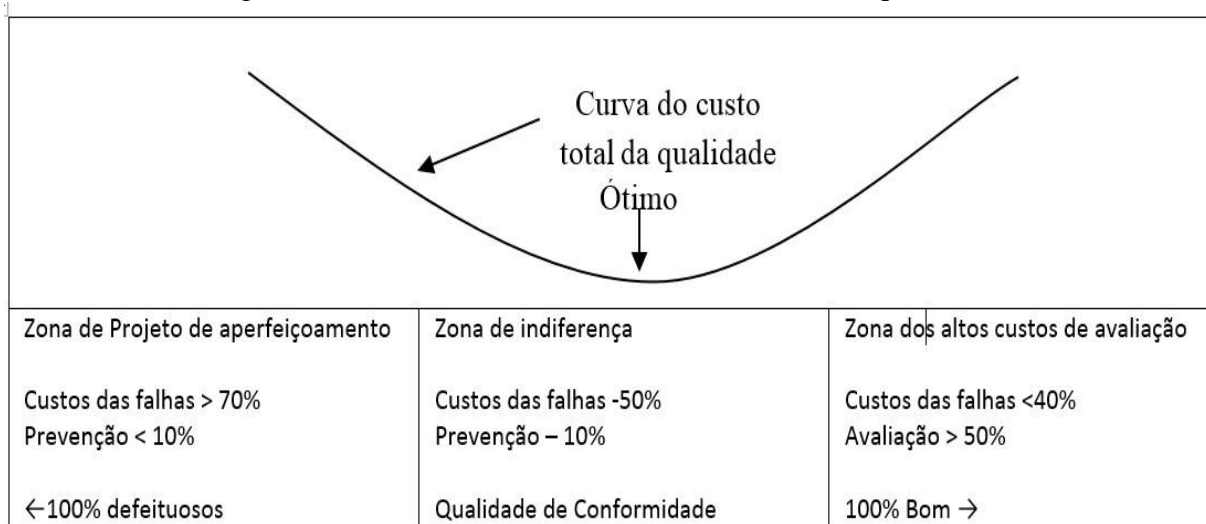 Curva do custo
total da qualidade
Ótimo
Zona de Projeto de aperfeiçoamento
Custos das falhas > 70%
Prevenção < 10%
←100% defeituosos
Zona de indiferença
Custos das falhas -50%
Prevenção – 10%
Qualidade de Conformidade
Zona dos altos custos de avaliação
Custos das falhas <40%
Avaliação > 50%
100% Bom →